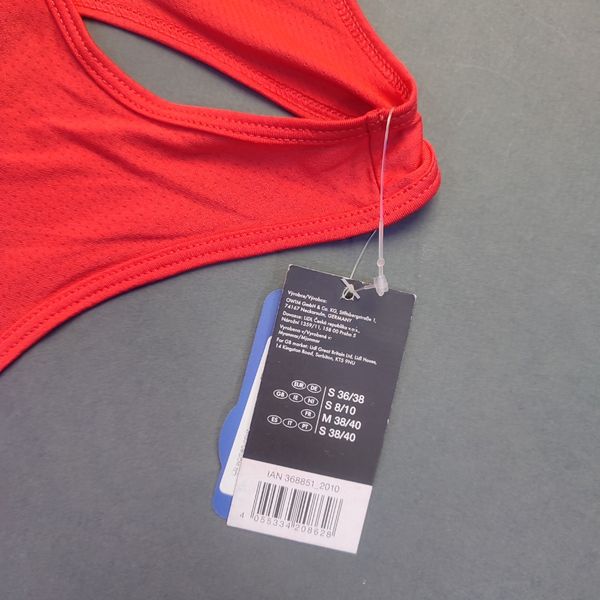 Výrobce/Výrobca:
OWIM GmbH & Co. KG, Stiftsbergstraße 1,
74167 Neckarsulm, GERMANY
Dovozce: Lidl Česká republika v.o.s.,
Nárožní 1359/11, 158 00 Praha 5
Vyrobeno v/Vyrobené v:
Myanmar/Mjanmar
For GB market: Lidl Great Britain Ltd, Lidl House,
14 Kingston Road, Surbiton, KT5 9NU
EUR DE S 36/38
GB IE NI S 8/10
FR M 38/40
ES IT PT S 38/40
IAN 368851_2010
4 055334 208628